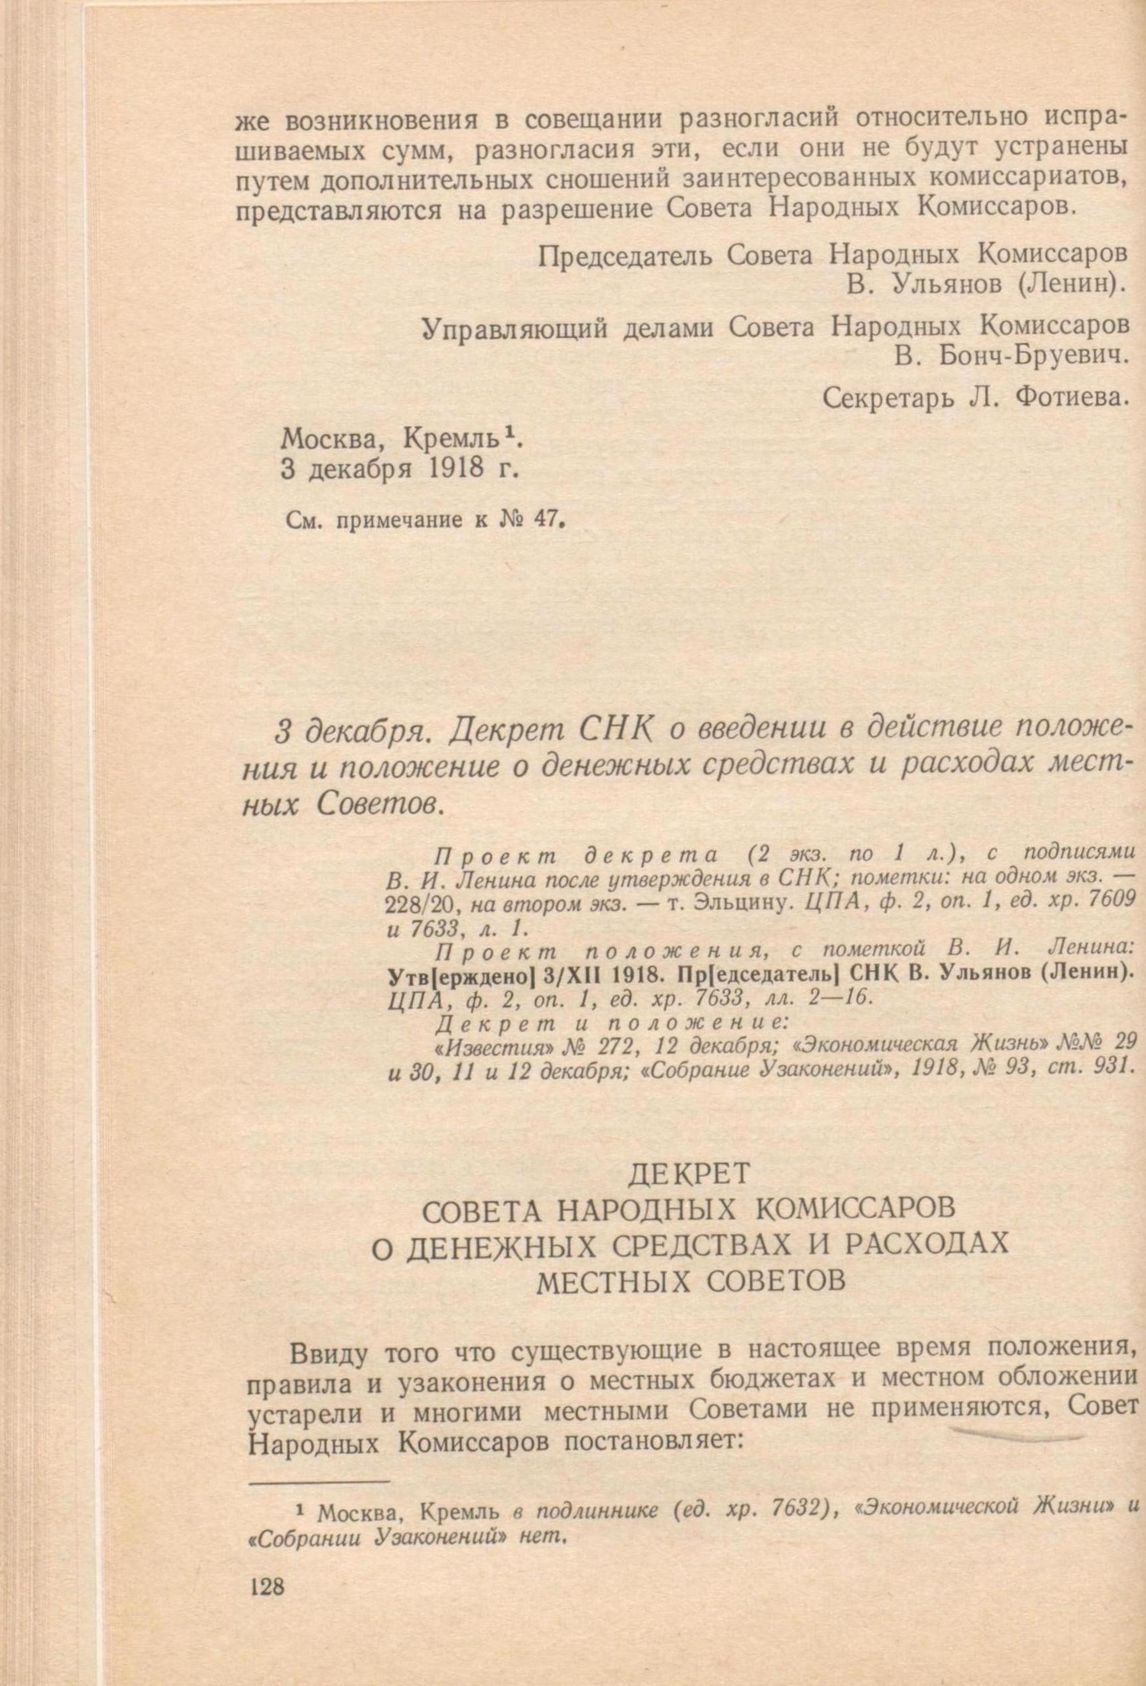 же возникновения в совещании разногласий относительно испра-
шиваемых сумм, разногласия эти, если они не будут устранены
путем дополнительных сношений заинтересованных комиссариатов,
представляются на разрешение Совета Народных Комиссаров.
Председатель Совета Народных Комиссаров
В. Ульянов (Ленин).
Управляющий делами Совета Народных Комиссаров
В. Бонч-Бруевич.
Секретарь Л. Фотиева.
Москва, Кремль¹.
3 декабря 1918 г.
См. примечание к № 47.
3 декабря. Декрет СНК о введении в действие положе-
ния и положение о денежных средствах и расходах мест-
ных Советов.
Проект декрета (2 экз. по 1 л.), с подписями
В. И. Ленина после утверждения в СНК; пометки: на одном экз. —
228/20, на втором экз. — т. Эльцину. ЦПА, ф. 2, оп. 1, ед. хр. 7609
и 7633, л. 1.
Проект положения, с пометкой В. И. Ленина:
Утв[ерждено] 3/XII 1918. Пр[едседатель] СНК В. Ульянов (Ленин).
ЦПА, ф. 2, оп. 1, ед. хр. 7633, лл. 2—16.
Декрет и положение:
«Известия» № 272, 12 декабря; «Экономическая Жизнь» №№ 29
и 30, 11 и 12 декабря; «Собрание Узаконений», 1918, № 93, ст. 931.
ДЕКРЕТ
СОВЕТА НАРОДНЫХ КОМИССАРОВ
О ДЕНЕЖНЫХ СРЕДСТВАХ И РАСХОДАХ
МЕСТНЫХ СОВЕТОВ
Ввиду того что существующие в настоящее время положения,
правила и узаконения о местных бюджетах и местном обложении
устарели и многими местными Советами не применяются, Совет
Народных Комиссаров постановляет:
¹ Москва, Кремль в подлиннике (ед. хр. 7632), «Экономической Жизни» и
«Собрании Узаконений» нет.
128